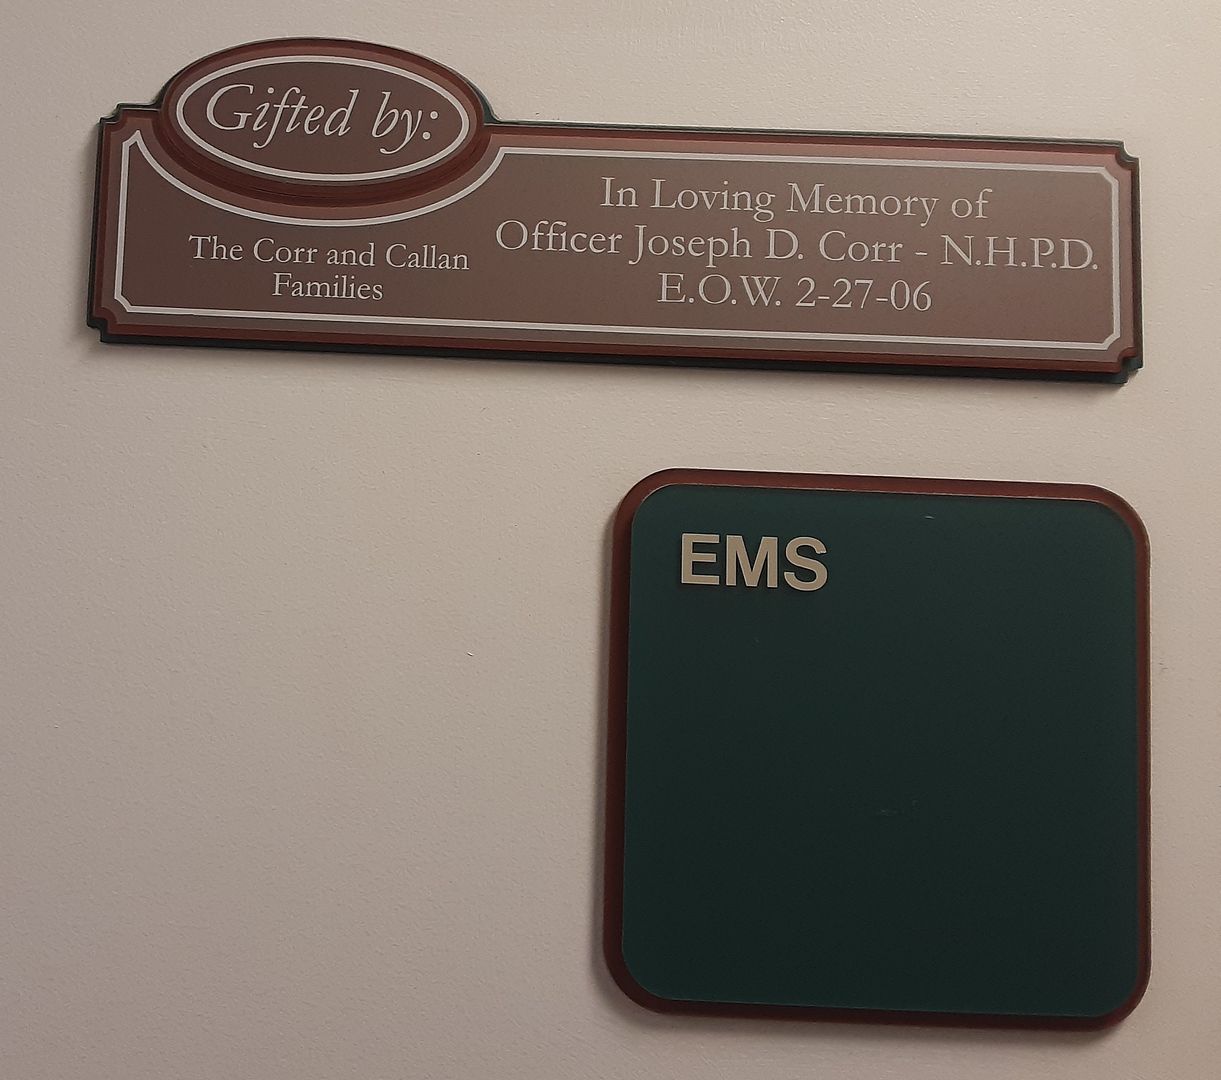 Gifted by:
The Corr and Callan
Families
In Loving Memory of
Officer Joseph D. Corr - N.H.P.D.
E.O.W. 2-27-06
EMS